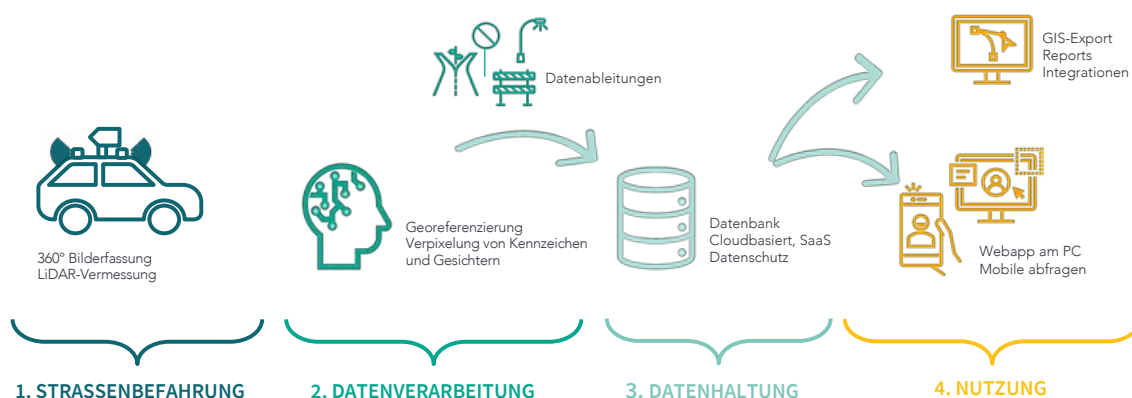 360° Bilderfassung
LiDAR-Vermessung
1. STRASSENBEFAHRUNG
Datenableitungen
Georeferenzierung
Verpixelung von Kennzeichen
und Gesichtern
2. DATENVERARBEITUNG
Datenbank
Cloudbasiert, SaaS
Datenschutz
3. DATENHALTUNG
GIS-Export
Reports
Integrationen
Webapp am PC
Mobile abfragen
4. NUTZUNG